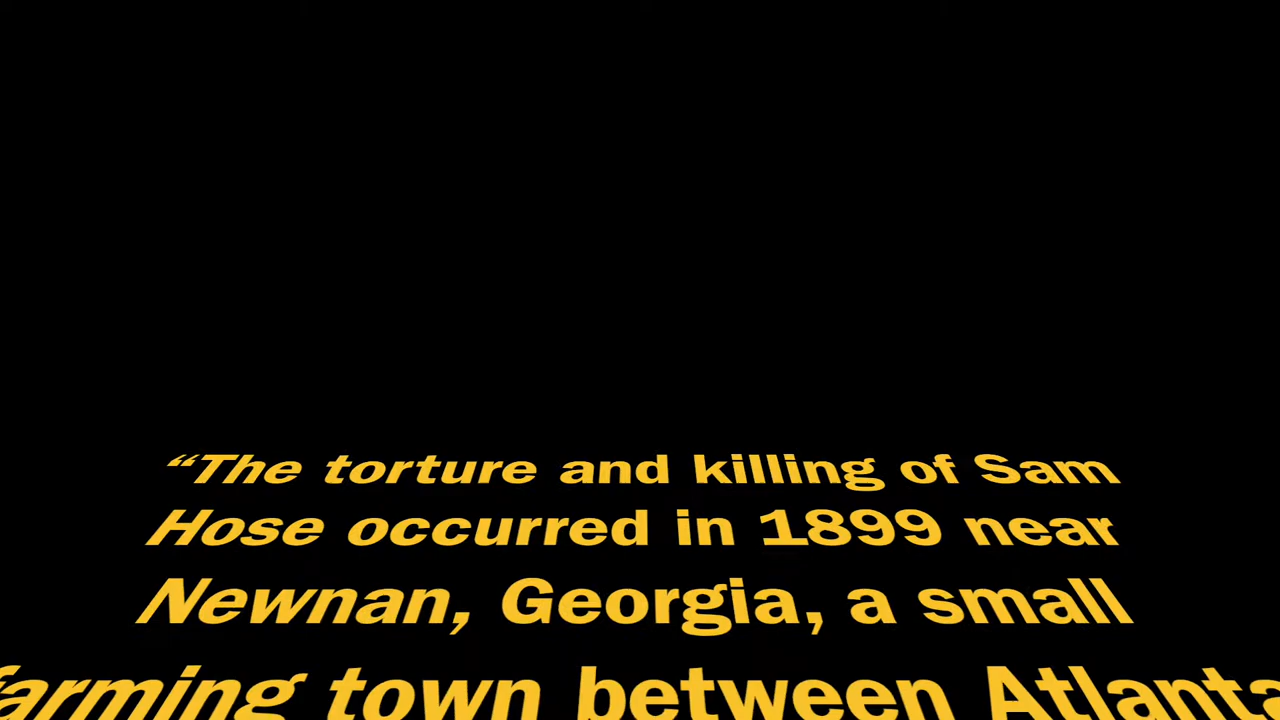 “The torture and killing of Sam
Hose occurred in 1899 near
Newnan, Georgia, a small
farming town between Atlanta